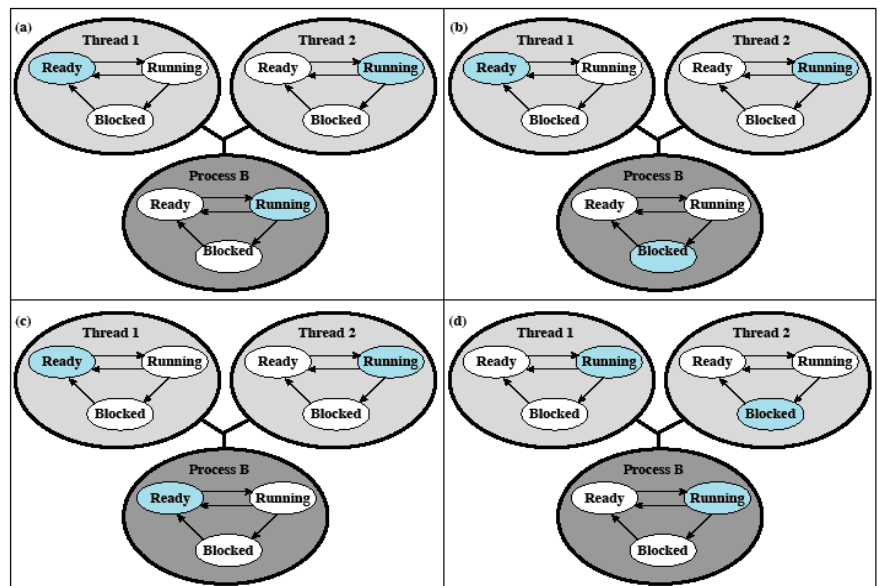 (a)
Thread 1
Thread 2
Ready
Running
Ready
Running
Blocked
Blocked
Process B
Ready
Running
Blocked
(b)
Thread 1
Thread 2
Ready
Running
Ready
Running
Blocked
Blocked
Process B
Ready
Running
Blocked
(c)
Thread 1
Thread 2
Ready
Running
Ready
Running
Blocked
Blocked
Process B
Ready
Running
Blocked
(d)
Thread 1
Thread 2
Ready
Running
Ready
Running
Blocked
Blocked
Process B
Ready
Running
Blocked